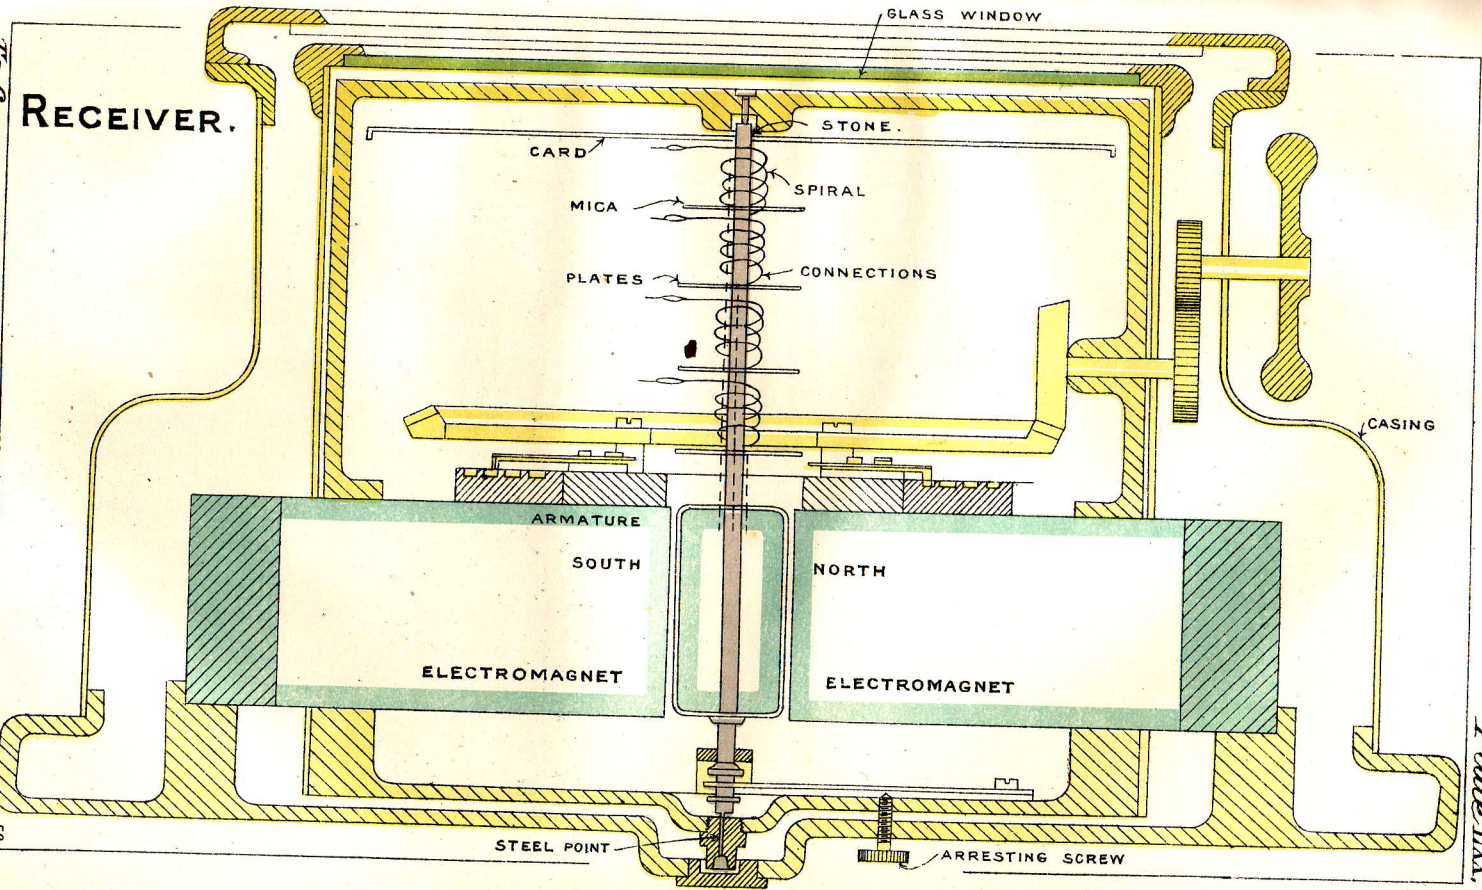 GLASS WINDOW
RECEIVER.
STONE.
CARD
SPIRAL
MICA
CONNECTIONS
PLATES
CASING
ARMATURE
SOUTH
NORTH
ELECTROMAGNET
ELECTROMAGNET
STEEL POINT
ARRESTING SCREW